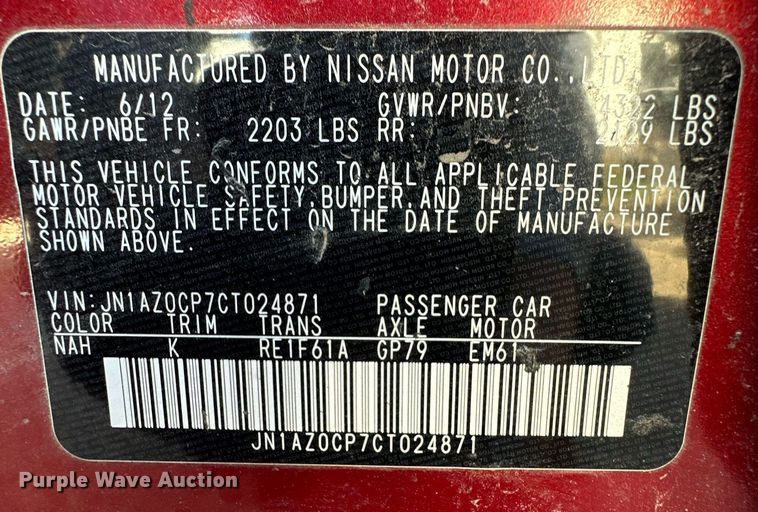 MANUFACTURED BY NISSAN MOTOR CO., LTD.
DATE: 6/12 GVWR/PNBV: 4322 LBS
GAWR/PNBE FR: 2203 LBS RR: 2129 LBS
THIS VEHICLE CONFORMS TO ALL APPLICABLE FEDERAL
MOTOR VEHICLE SAFETY, BUMPER, AND THEFT PREVENTION
STANDARDS IN EFFECT ON THE DATE OF MANUFACTURE
SHOWN ABOVE.
VIN: JN1AZ0CP7CT024871 PASSENGER CAR
COLOR TRIM TRANS AXLE MOTOR
NAH K RE1F61A GP79 EM61
JN1AZ0CP7CT024871
Purple Wave Auction